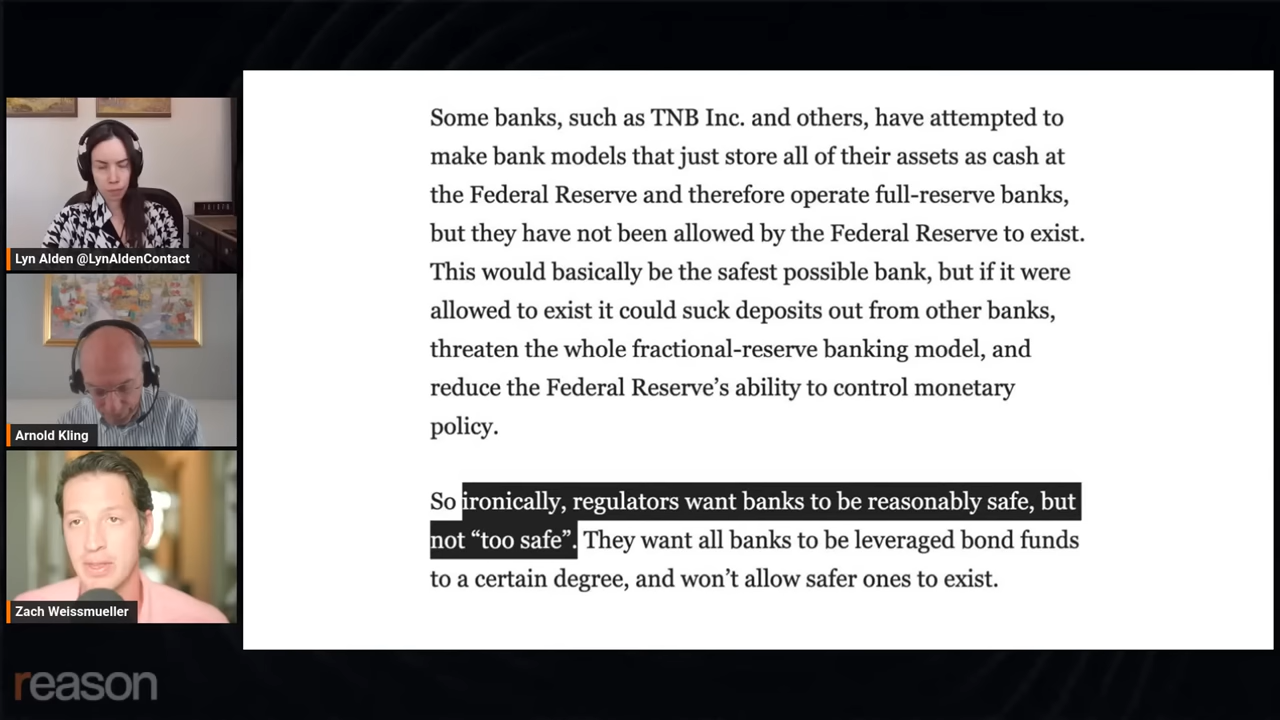 Lyn Alden @LynAldenContact
Arnold Kling
Zach Weissmueller
reason
Some banks, such as TNB Inc. and others, have attempted to
make bank models that just store all of their assets as cash at
the Federal Reserve and therefore operate full-reserve banks,
but they have not been allowed by the Federal Reserve to exist.
This would basically be the safest possible bank, but if it were
allowed to exist it could suck deposits out from other banks,
threaten the whole fractional-reserve banking model, and
reduce the Federal Reserve’s ability to control monetary
policy.
So ironically, regulators want banks to be reasonably safe, but
not “too safe”. They want all banks to be leveraged bond funds
to a certain degree, and won’t allow safer ones to exist.